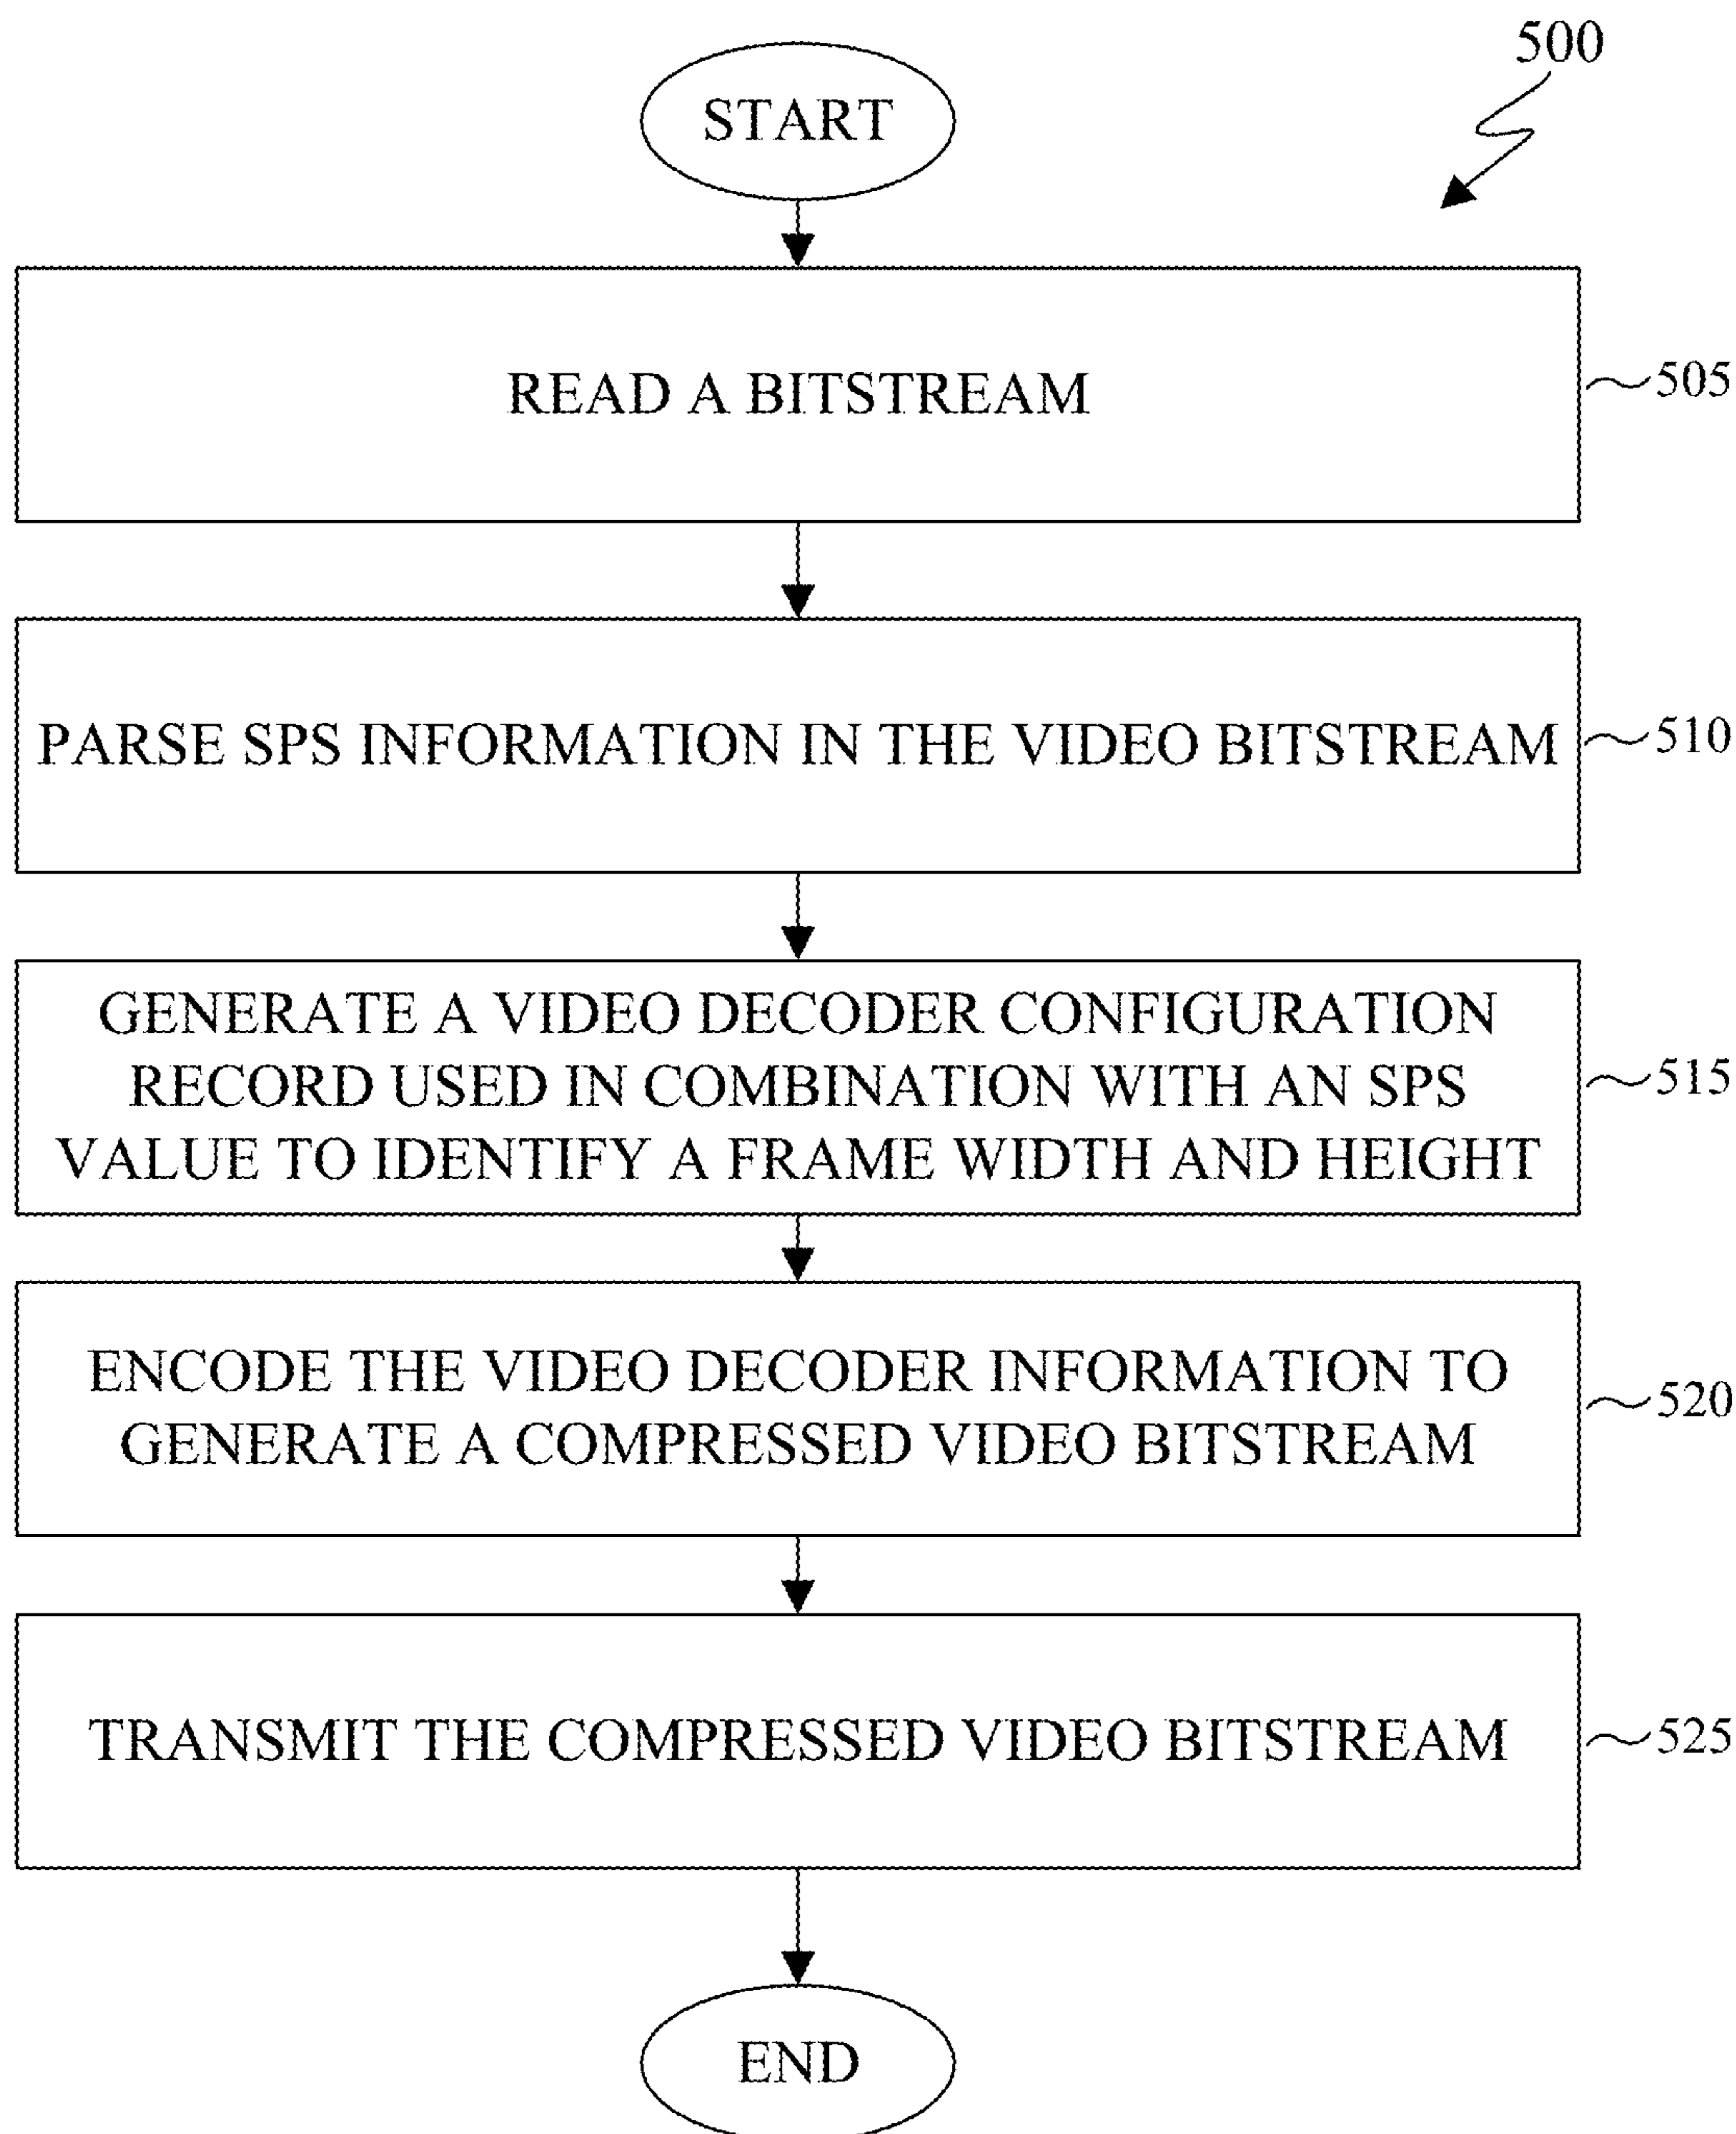 500
START
READ A BITSTREAM
505
PARSE SPS INFORMATION IN THE VIDEO BITSTREAM
510
GENERATE A VIDEO DECODER CONFIGURATION
RECORD USED IN COMBINATION WITH AN SPS
VALUE TO IDENTIFY A FRAME WIDTH AND HEIGHT
515
ENCODE THE VIDEO DECODER INFORMATION TO
GENERATE A COMPRESSED VIDEO BITSTREAM
520
TRANSMIT THE COMPRESSED VIDEO BITSTREAM
525
END